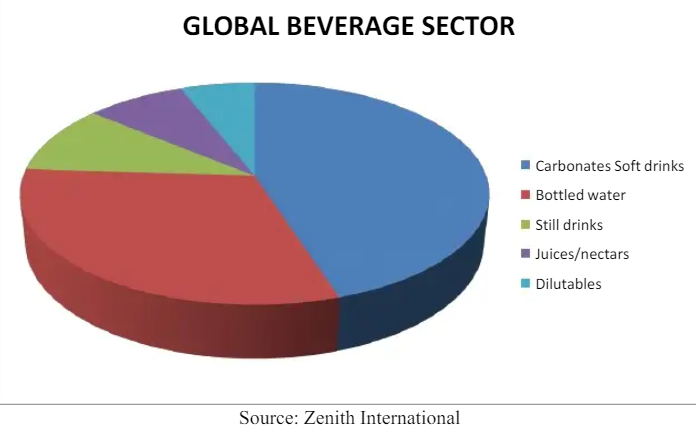 GLOBAL BEVERAGE SECTOR
Carbonates Soft drinks
Bottled water
Still drinks
Juices/nectars
Dilutables
Source: Zenith International